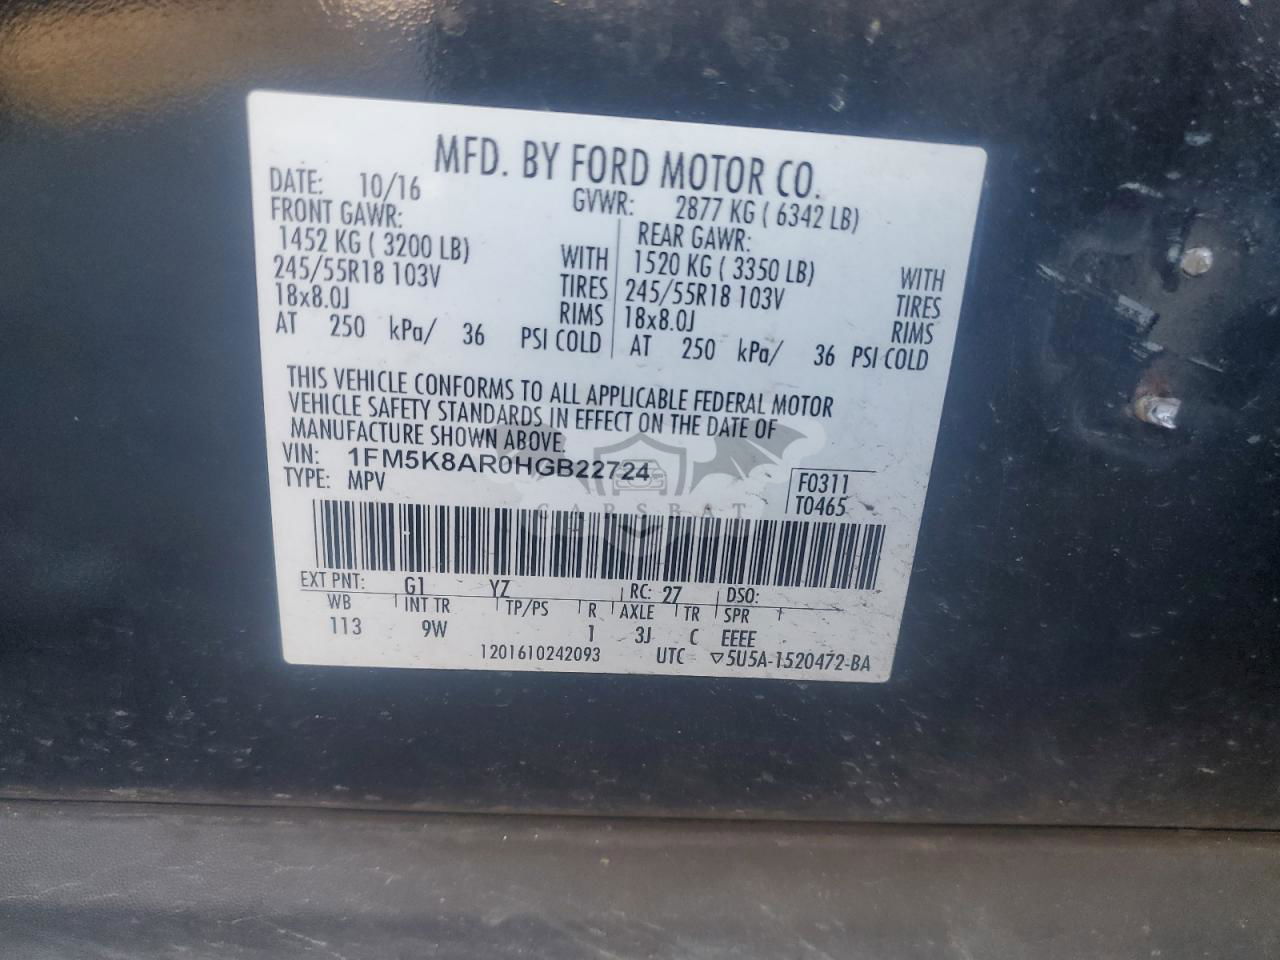 MFD. BY FORD MOTOR CO.
DATE: 10/16 GVWR: 2877 KG ( 6342 LB)
FRONT GAWR: REAR GAWR:
1452 KG ( 3200 LB) WITH 1520 KG ( 3350 LB) WITH
245/55R18 103V TIRES 245/55R18 103V TIRES
18x8.0J RIMS 18x8.0J RIMS
AT 250 kPa/ 36 PSI COLD AT 250 kPa/ 36 PSI COLD
THIS VEHICLE CONFORMS TO ALL APPLICABLE FEDERAL MOTOR
VEHICLE SAFETY STANDARDS IN EFFECT ON THE DATE OF
MANUFACTURE SHOWN ABOVE.
VIN: 1FM5K8AR0HGB22724
TYPE: MPV
F0311
T0465
CARSBAT
EXT PNT: G1 YZ RC: 27 DSO:
WB INT TR TP/PS R AXLE TR SPR
113 9W 1 3J C EEEE
1201610242093 UTC ▽5U5A-1520472-BA